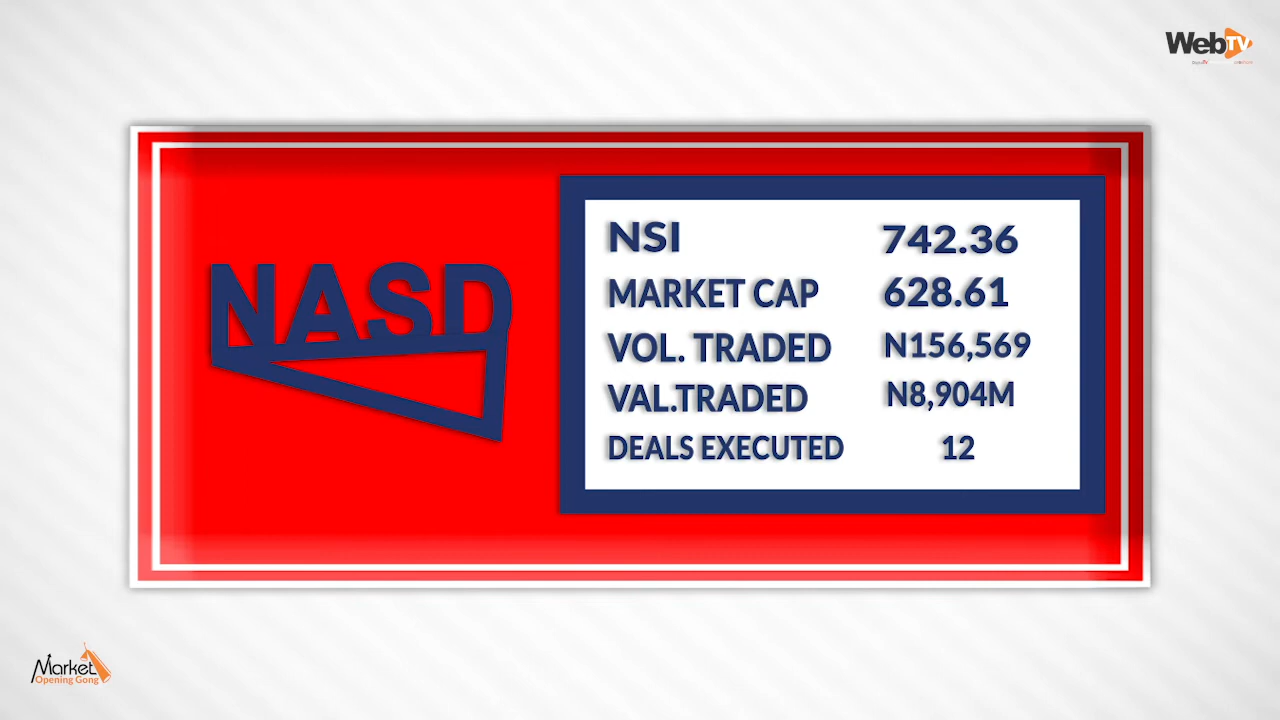 WebTV
NASD
NSI 742.36
MARKET CAP 628.61
VOL. TRADED N156,569
VAL.TRADED N8,904M
DEALS EXECUTED 12
Market
Opening Gong